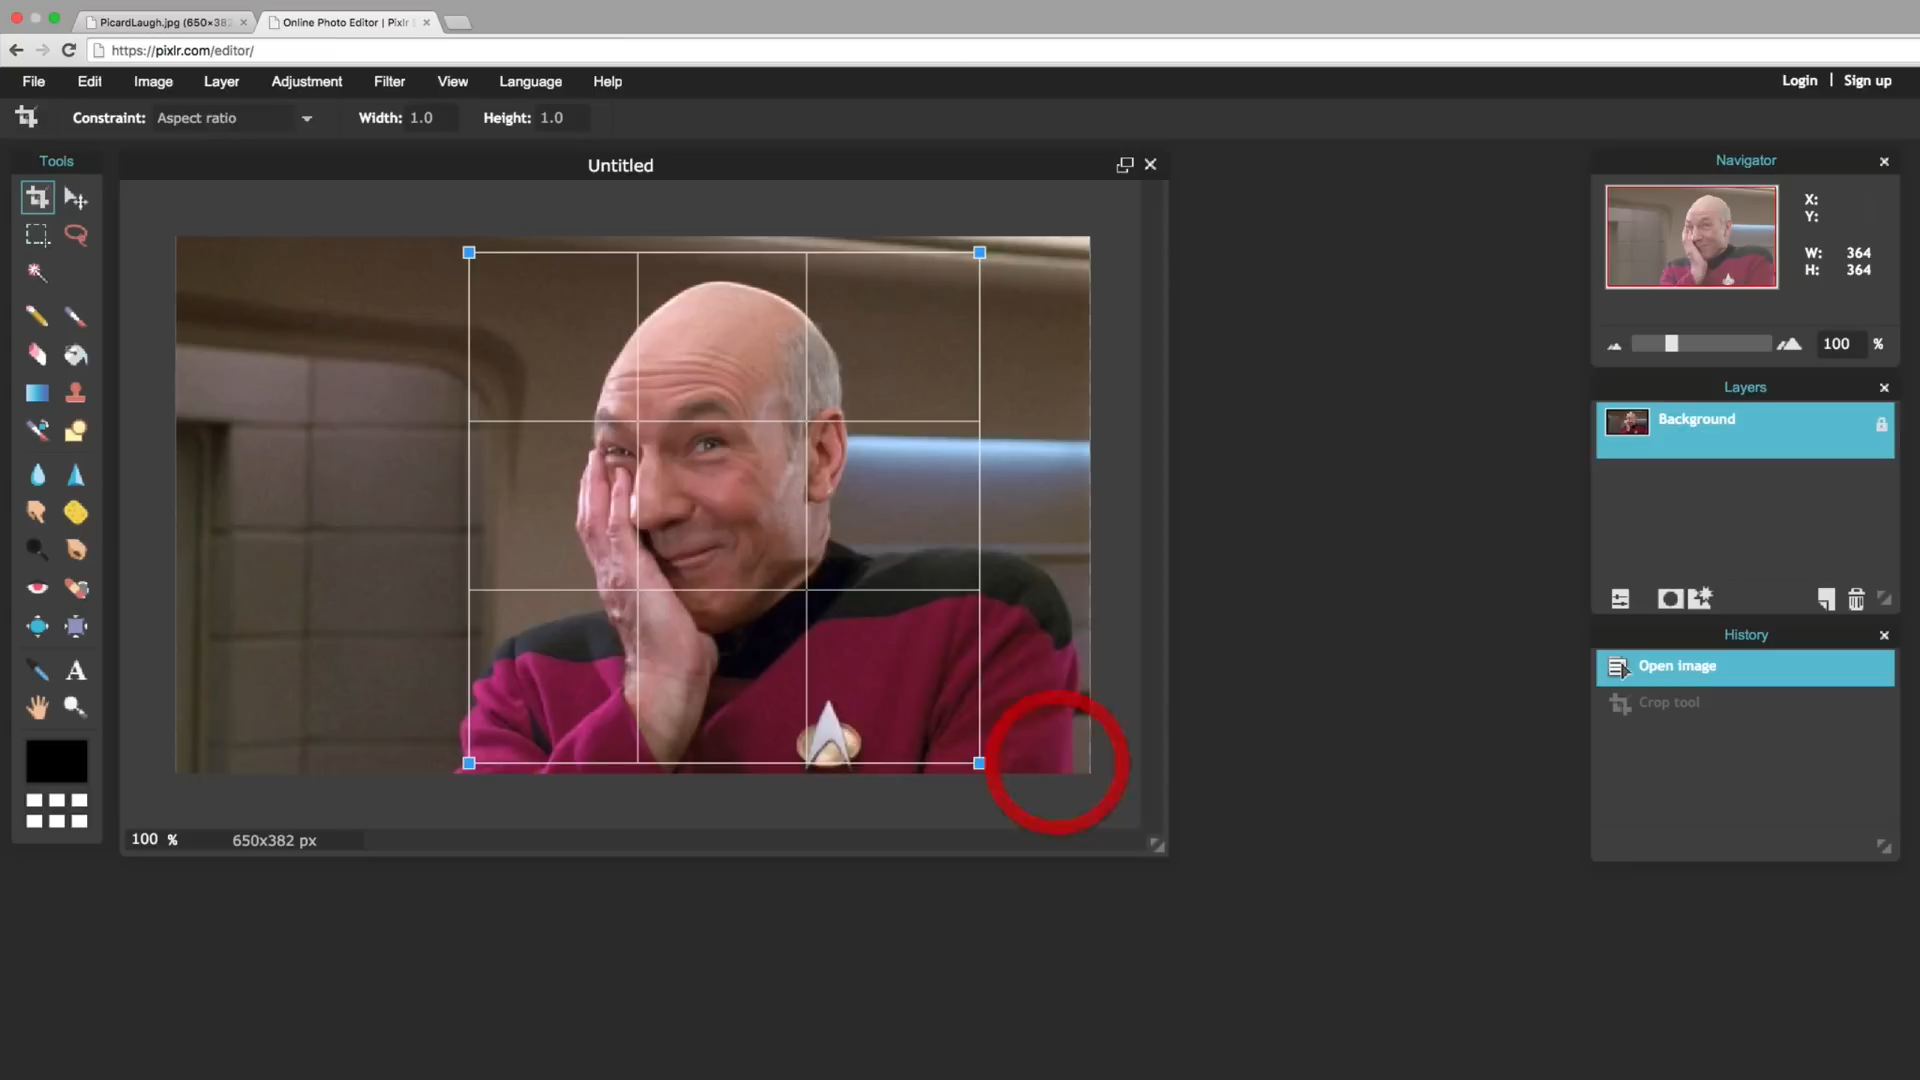 PicardLaugh.jpg (650×382
Online Photo Editor | Pixlr
https://pixlr.com/editor/
File Edit Image Layer Adjustment Filter View Language Help
Login | Sign up
Constraint: Aspect ratio Width: 1.0 Height: 1.0
Tools
Untitled
Navigator
X:
Y:
W: 364
H: 364
100 %
Layers
Background
A
History
Open image
Crop tool
100 % 650x382 px